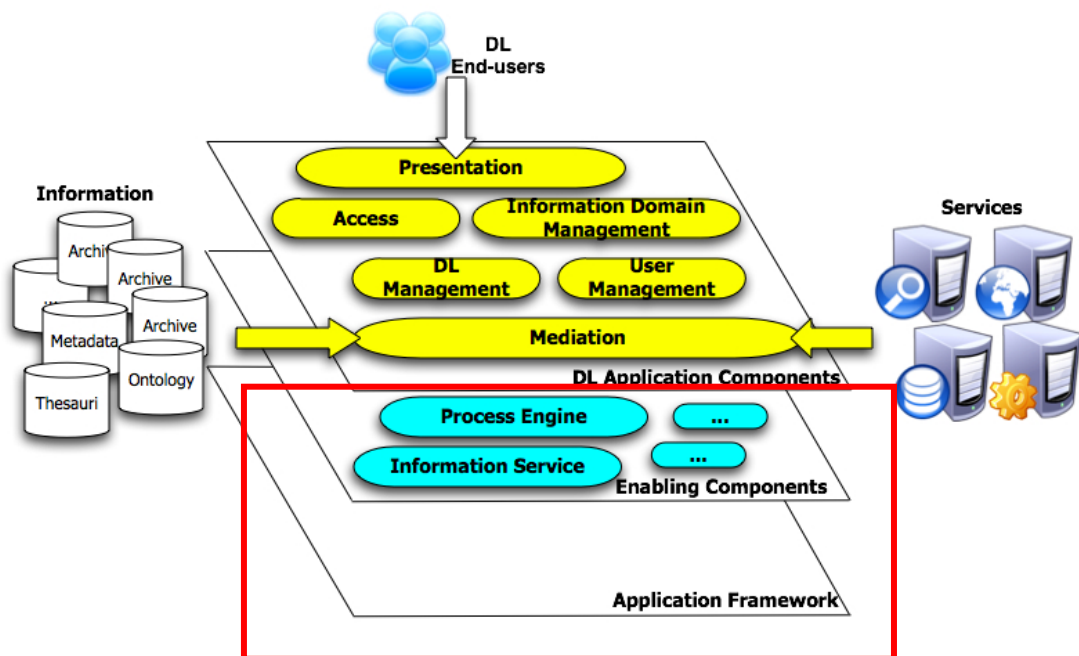 DL
End-users
Presentation
Information
Access
Information Domain
Management
Services
Archiv
Archive
...
DL
Management
User
Management
Archive
Metadata
Mediation
Ontology
DL Application Components
Thesauri
Process Engine
...
Information Service
...
Enabling Components
Application Framework